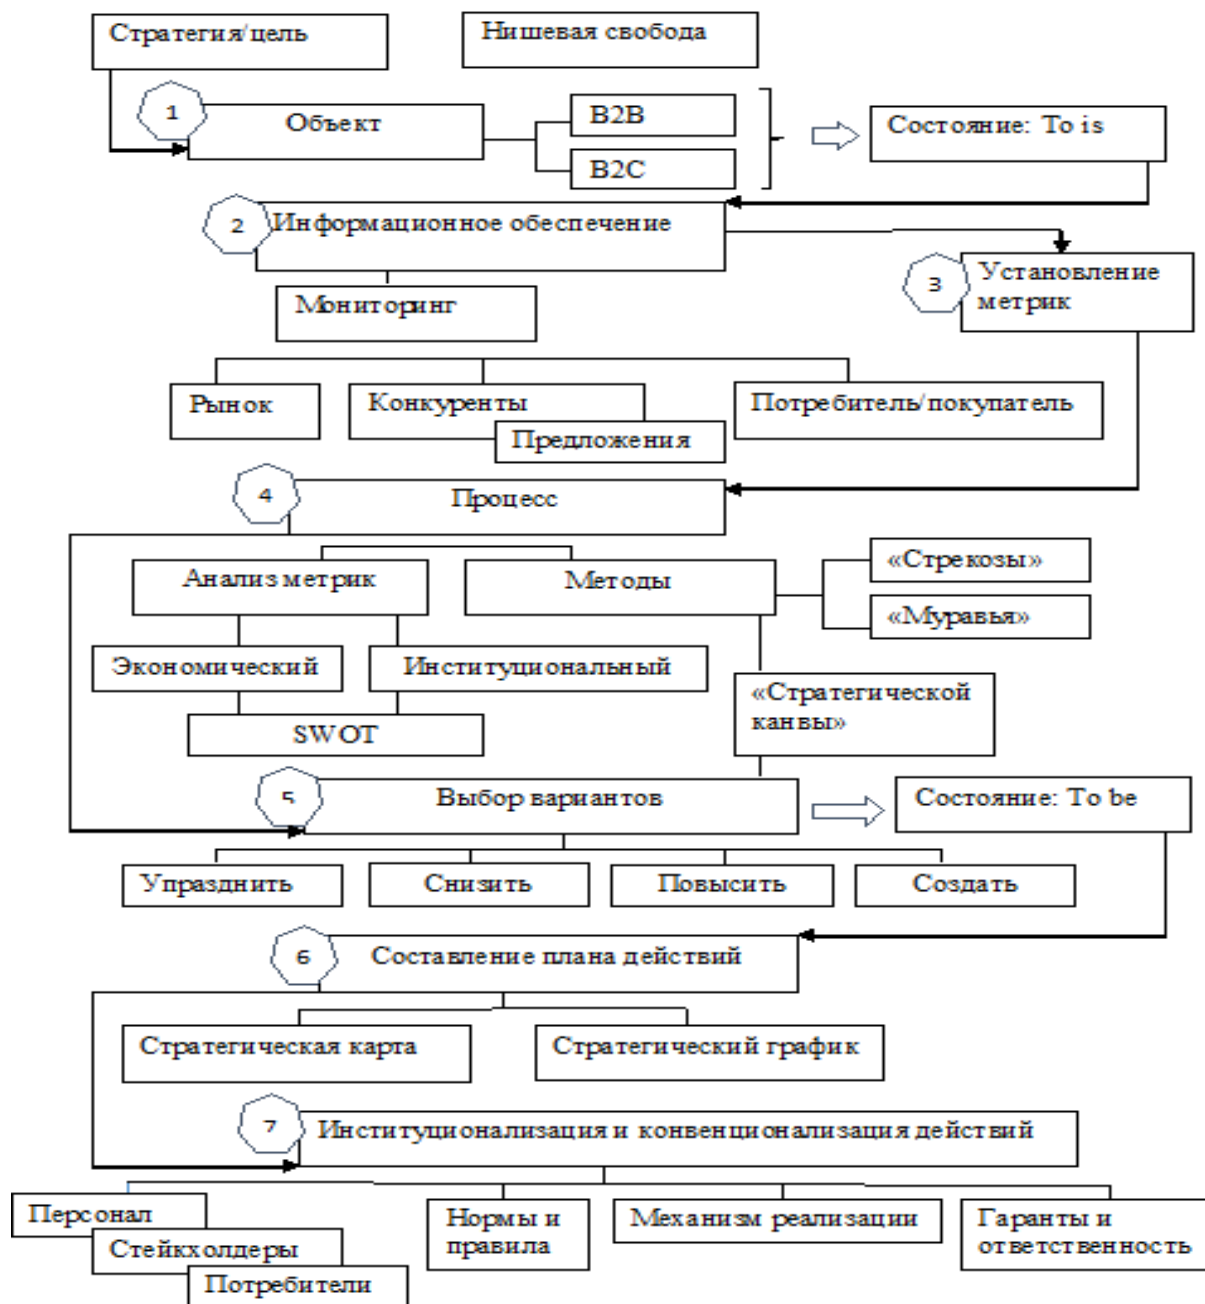 Стратегия/цель
Нишевая свобода
1
Объект
B2B
B2C
Состояние: To is
2
Информационное обеспечение
3
Установление
метрик
Мониторинг
Рынок
Конкуренты
Предложения
Потребитель/покупатель
4
Процесс
Анализ метрик
Методы
«Стрекозы»
«Муравья»
Экономический
Институциональный
«Стратегической
канвы»
SWOT
5
Выбор вариантов
Состояние: To be
Упразднить
Снизить
Повысить
Создать
6
Составление плана действий
Стратегическая карта
Стратегический график
7
Институционализация и конвенционализация действий
Персонал
Стейкхолдеры
Потребители
Нормы и
правила
Механизм реализации
Гаранты и
ответственность